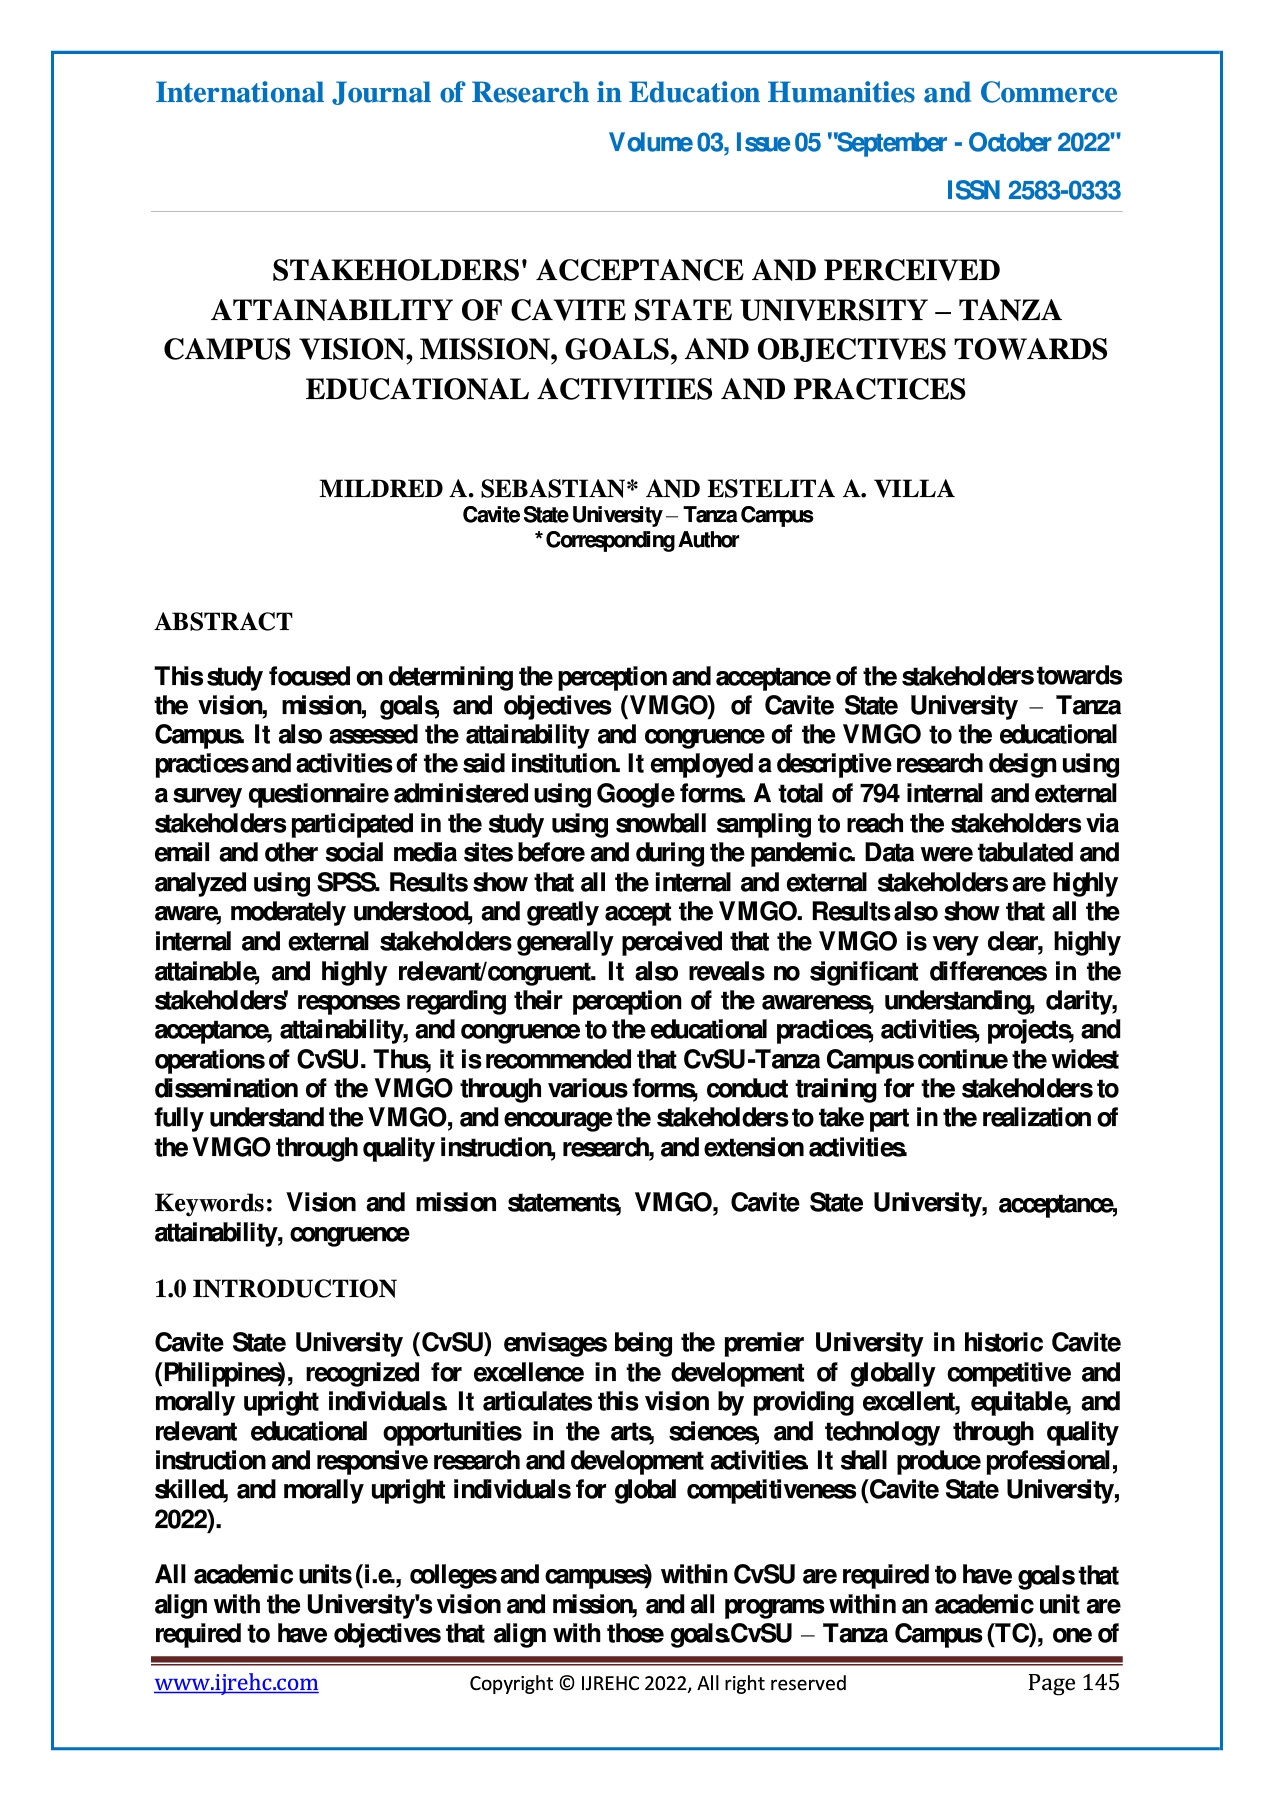 International Journal of Research in Education Humanities and Commerce
Volume 03, Issue 05 "September - October 2022"
ISSN 2583-0333
STAKEHOLDERS' ACCEPTANCE AND PERCEIVED
ATTAINABILITY OF CAVITE STATE UNIVERSITY – TANZA
CAMPUS VISION, MISSION, GOALS, AND OBJECTIVES TOWARDS
EDUCATIONAL ACTIVITIES AND PRACTICES
MILDRED A. SEBASTIAN* AND ESTELITA A. VILLA
Cavite State University – Tanza Campus
* Corresponding Author
ABSTRACT
This study focused on determining the perception and acceptance of the stakeholders towards
the vision, mission, goals, and objectives (VMGO) of Cavite State University – Tanza
Campus. It also assessed the attainability and congruence of the VMGO to the educational
practices and activities of the said institution. It employed a descriptive research design using
a survey questionnaire administered using Google forms. A total of 794 internal and external
stakeholders participated in the study using snowball sampling to reach the stakeholders via
email and other social media sites before and during the pandemic. Data were tabulated and
analyzed using SPSS. Results show that all the internal and external stakeholders are highly
aware, moderately understood, and greatly accept the VMGO. Results also show that all the
internal and external stakeholders generally perceived that the VMGO is very clear, highly
attainable, and highly relevant/congruent. It also reveals no significant differences in the
stakeholders' responses regarding their perception of the awareness, understanding, clarity,
acceptance, attainability, and congruence to the educational practices, activities, projects, and
operations of CvSU. Thus, it is recommended that CvSU-Tanza Campus continue the widest
dissemination of the VMGO through various forms, conduct training for the stakeholders to
fully understand the VMGO, and encourage the stakeholders to take part in the realization of
the VMGO through quality instruction, research, and extension activities.
Keywords: Vision and mission statements, VMGO, Cavite State University, acceptance,
attainability, congruence
1.0 INTRODUCTION
Cavite State University (CvSU) envisages being the premier University in historic Cavite
(Philippines), recognized for excellence in the development of globally competitive and
morally upright individuals. It articulates this vision by providing excellent, equitable, and
relevant educational opportunities in the arts, sciences, and technology through quality
instruction and responsive research and development activities. It shall produce professional,
skilled, and morally upright individuals for global competitiveness (Cavite State University,
2022).
All academic units (i.e., colleges and campuses) within CvSU are required to have goals that
align with the University's vision and mission, and all programs within an academic unit are
required to have objectives that align with those goals.CvSU – Tanza Campus (TC), one of
www.ijrehc.com Copyright © IJREHC 2022, All right reserved Page 145